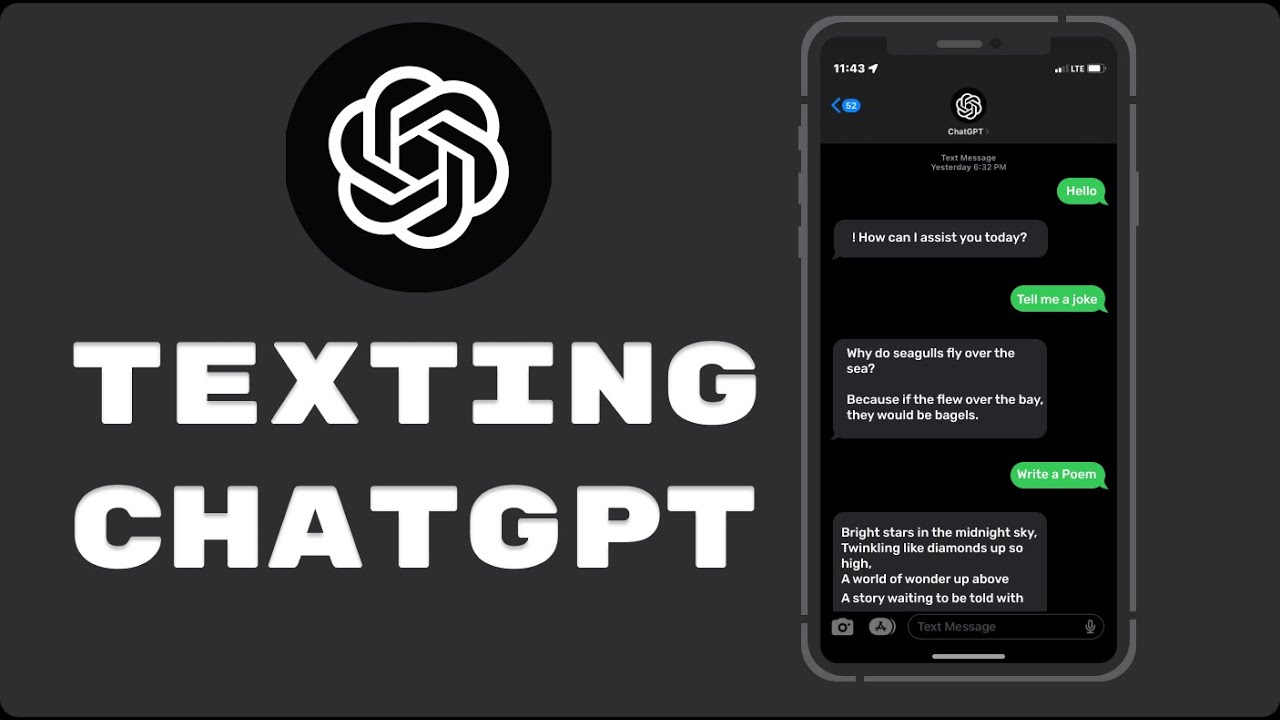 TEXTING
CHATGPT
11:43
LTE
52
ChatGPT
Text Message
Yesterday 6:32 PM
Hello
! How can I assist you today?
Tell me a joke
Why do seagulls fly over the
sea?
Because if the flew over the bay,
they would be bagels.
Write a Poem
Bright stars in the midnight sky,
Twinkling like diamonds up so
high,
A world of wonder up above
A story waiting to be told with
Text Message